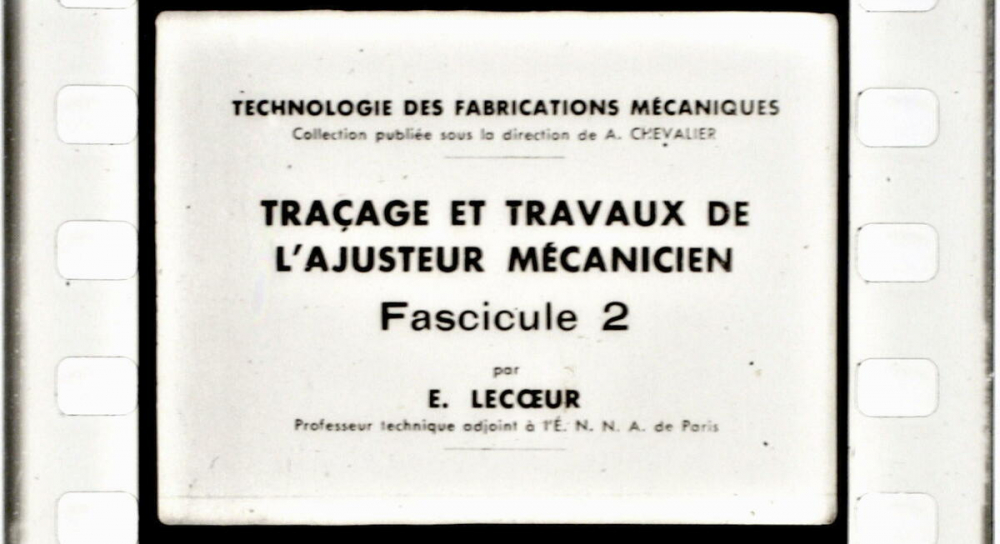 TECHNOLOGIE DES FABRICATIONS MÉCANIQUES
Collection publiée sous la direction de A. CHEVALIER
TRAÇAGE ET TRAVAUX DE
L'AJUSTEUR MÉCANICIEN
Fascicule 2
par
E. LECŒUR
Professeur technique adjoint à l'É. N. N. A. de Paris